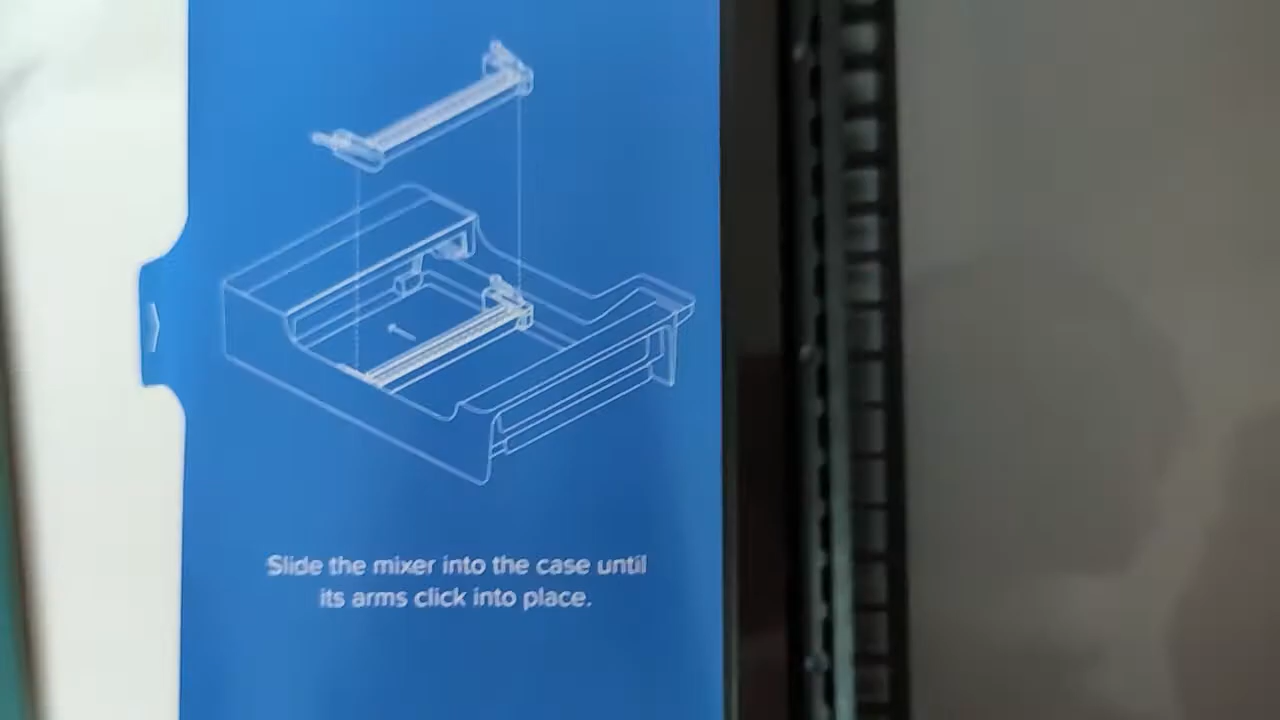 Slide the mixer into the case until
its arms click into place.